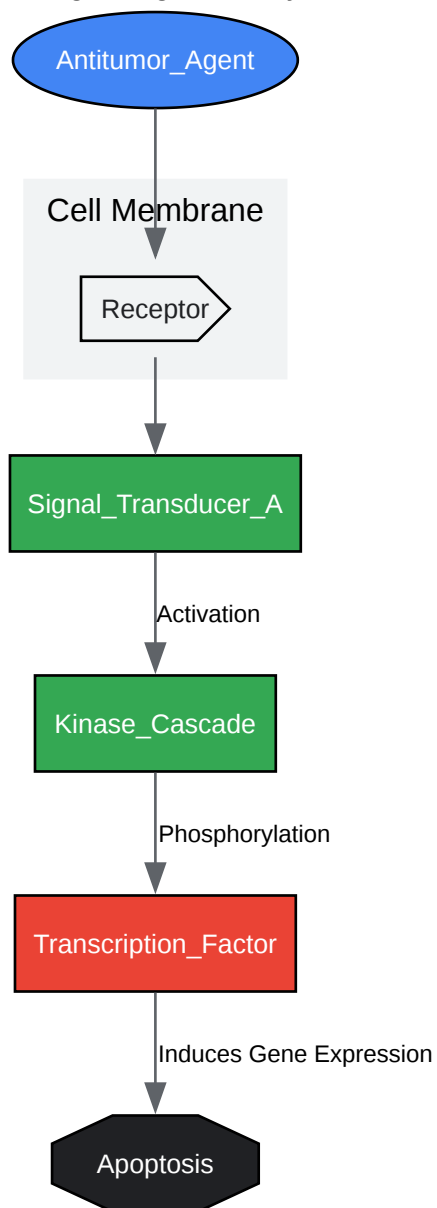 Antitumor_Agent
Cell Membrane
Receptor
Signal_Transducer_A
Activation
Kinase_Cascade
Phosphorylation
Transcription_Factor
Induces Gene Expression
Apoptosis